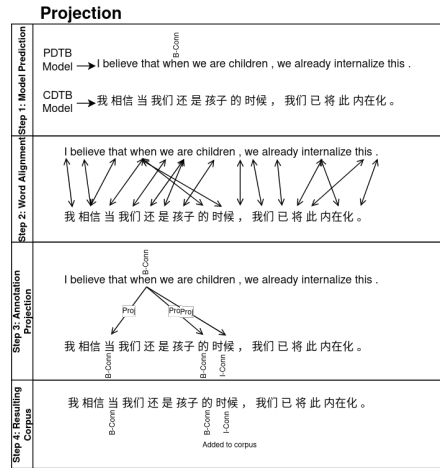 Projection
Step 1: Model Prediction
B-Conn
PDTB
Model
I believe that when we are children , we already internalize this .
CDTB
Model
我 相信 当 我们 还 是 孩子 的 时候 ， 我们 已 将 此 内在化 。
Step 2: Word Alignment
I believe that when we are children , we already internalize this .
我 相信 当 我们 还 是 孩子 的 时候 ， 我们 已 将 此 内在化 。
Step 3: Annotation
Projection
B-Conn
I believe that when we are children , we already internalize this .
Proj
Proj
Proj
我 相信 当 我们 还 是 孩子 的 时候 ， 我们 已 将 此 内在化 。
B-Conn
B-Conn
I-Conn
Step 4: Resulting
Corpus
我 相信 当 我们 还 是 孩子 的 时候 ， 我们 已 将 此 内在化 。
B-Conn
B-Conn
I-Conn
Added to corpus